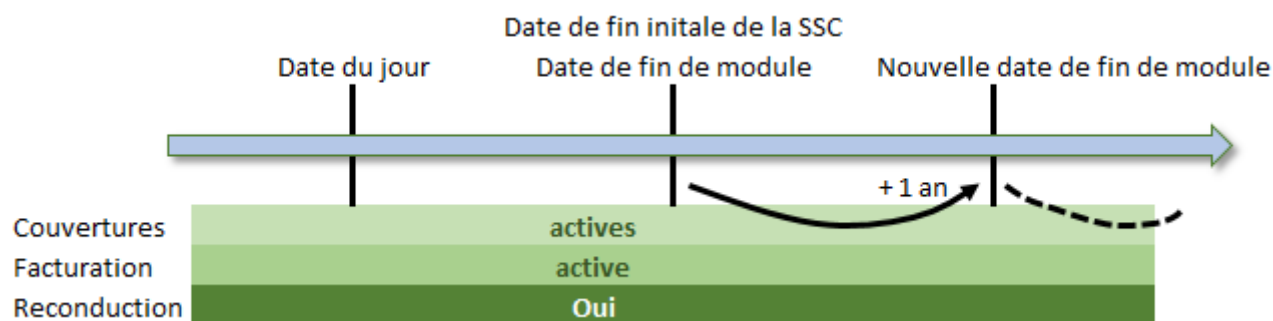 Date de fin initale de la SSC
Date du jour
Date de fin de module
Nouvelle date de fin de module
+ 1 an
Couvertures
actives
Facturation
active
Reconduction
Oui